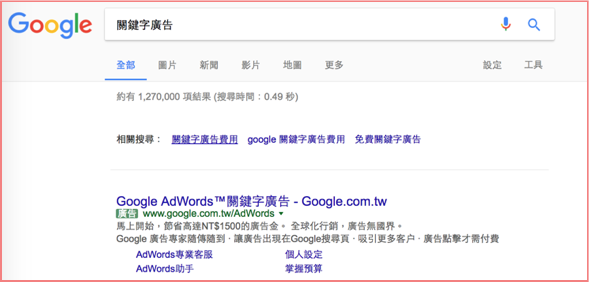 Google 關鍵字廣告
全部 圖片 新聞 影片 地圖 更多 設定 工具
約有 1,270,000 項結果 (搜尋時間：0.49 秒)
相關搜尋： 關鍵字廣告費用 google 關鍵字廣告費用 免費關鍵字廣告
Google AdWords™關鍵字廣告 - Google.com.tw
廣告 www.google.com.tw/AdWords
馬上開始，節省高達NT$1500的廣告金。 全球化行銷，廣告無國界。
Google 廣告專家隨傳隨到 · 讓廣告出現在Google搜尋頁 · 吸引更多客户 · 廣告點擊才需付費
AdWords專業客服 個人設定
AdWords助手 掌握預算